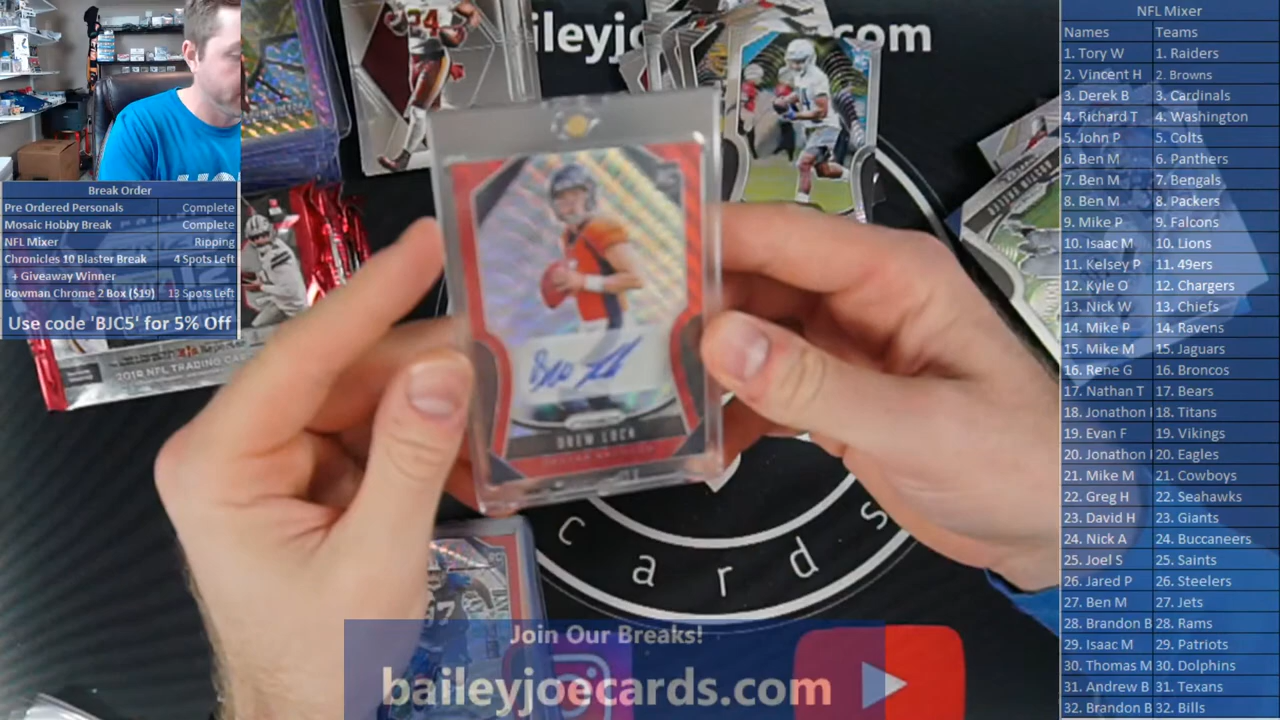 baileyjo com
24
Break Order
Pre Ordered Personals Complete
Mosaic Hobby Break Complete
NFL Mixer Ripping
Chronicles 10 Blaster Break 4 Spots Left
+ Giveaway Winner
Bowman Chrome 2 Box ($19) 13 Spots Left
Use code 'BJC5' for 5% Off
2019 NFL TRADING CARDS
DREW LOCK
c a r d s
Join Our Breaks!
baileyjoecards.com
NFL Mixer
Names Teams
1. Tory W 1. Raiders
2. Vincent H 2. Browns
3. Derek B 3. Cardinals
4. Richard T 4. Washington
5. John P 5. Colts
6. Ben M 6. Panthers
7. Ben M 7. Bengals
8. Ben M 8. Packers
9. Mike P 9. Falcons
10. Isaac M 10. Lions
11. Kelsey P 11. 49ers
12. Kyle O 12. Chargers
13. Nick W 13. Chiefs
14. Mike P 14. Ravens
15. Mike M 15. Jaguars
16. Rene G 16. Broncos
17. Nathan T 17. Bears
18. Jonathon 18. Titans
19. Evan F 19. Vikings
20. Jonathon 20. Eagles
21. Mike M 21. Cowboys
22. Greg H 22. Seahawks
23. David H 23. Giants
24. Nick A 24. Buccaneers
25. Joel S 25. Saints
26. Jared P 26. Steelers
27. Ben M 27. Jets
28. Brandon B 28. Rams
29. Isaac M 29. Patriots
30. Thomas M 30. Dolphins
31. Andrew B 31. Texans
32. Brandon B 32. Bills